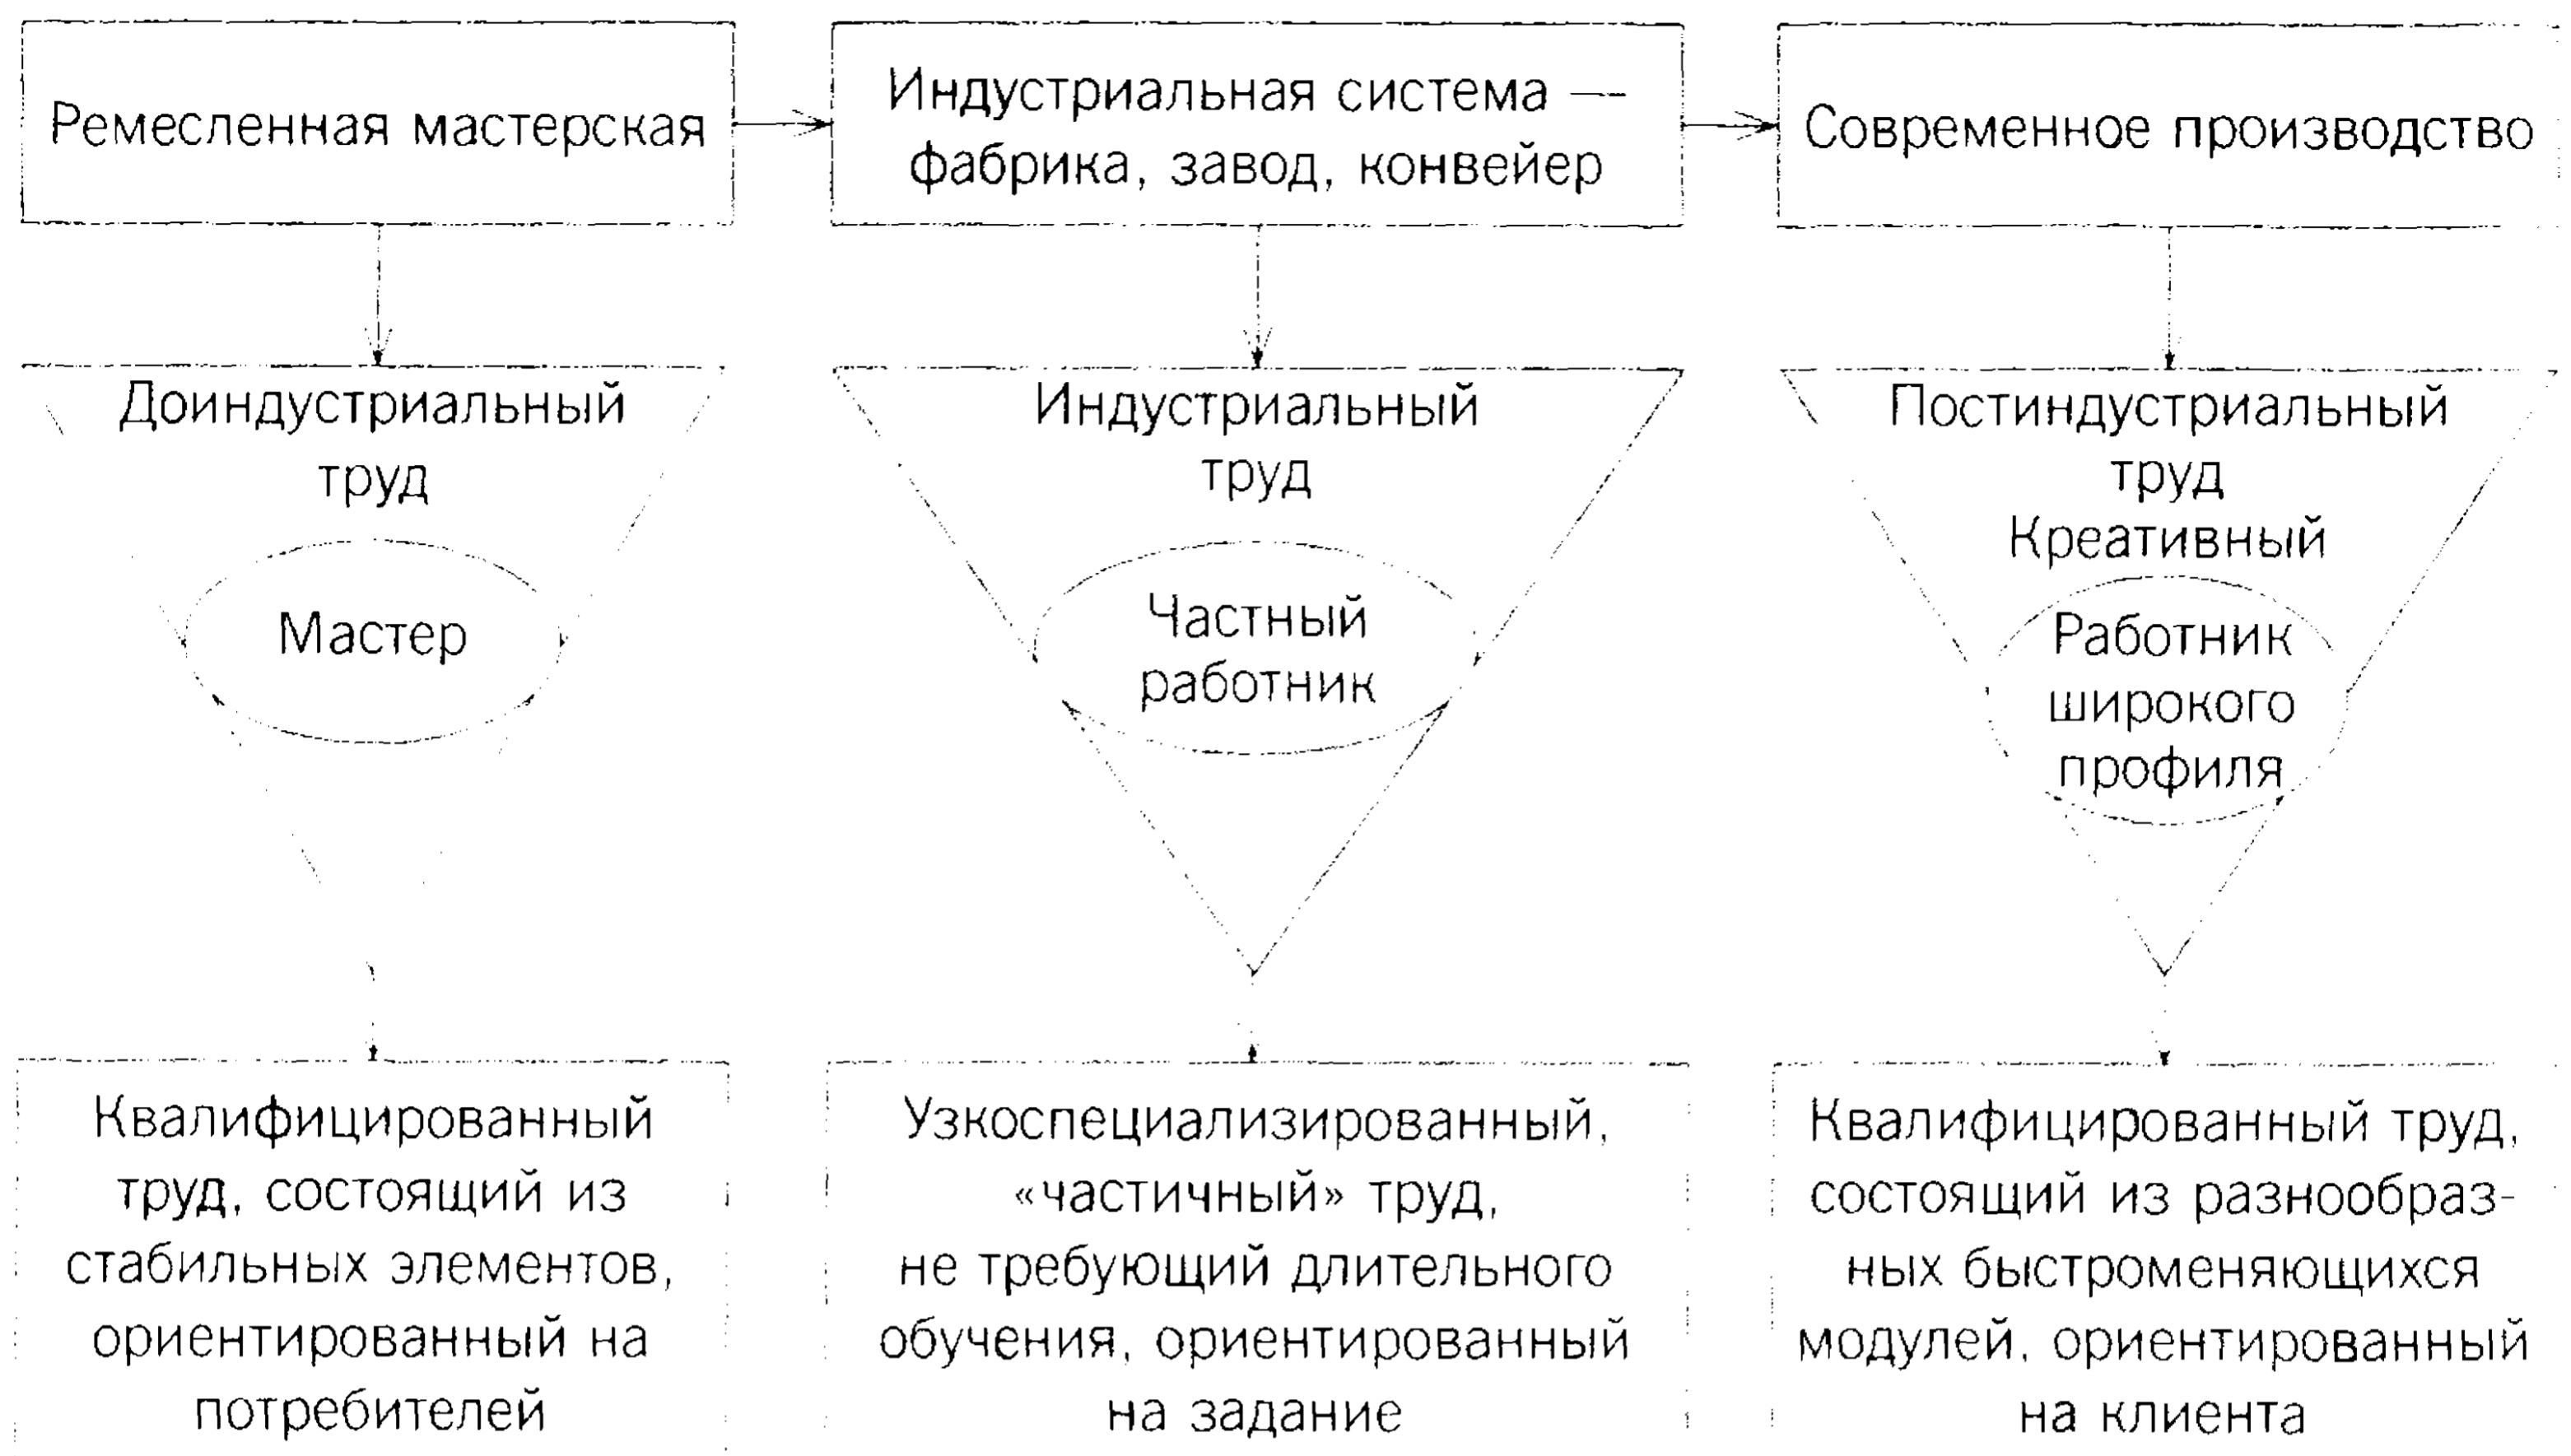 Ремесленная мастерская
Индустриальная система —
фабрика, завод, конвейер
Современное производство
Доиндустриальный
труд
Мастер
Индустриальный
труд
Частный
работник
Постиндустриальный
труд
Креативный
Работник
широкого
профиля
Квалифицированный
труд, состоящий из
стабильных элементов,
ориентированный на
потребителей
Узкоспециализированный,
«частичный» труд,
не требующий длительного
обучения, ориентированный
на задание
Квалифицированный труд,
состоящий из разнообраз-
ных быстроменяющихся
модулей, ориентированный
на клиента